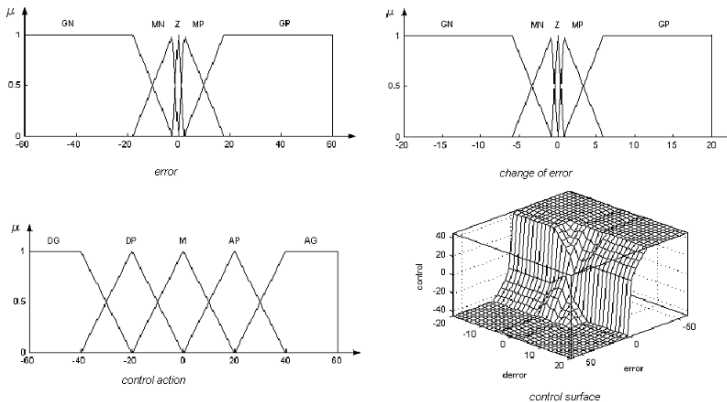 μ GN MN Z MP GP
1
0.5
0
-60 -40 -20 0 20 40 60
error
μ GN MN Z MP GP
1
0.5
0
-20 -15 -10 -5 0 5 10 15 20
change of error
μ DG DP M AP AG
1
0.5
0
-60 -40 -20 0 20 40 60
control action
40
20
0
-20
-40
-20
control
-10
0
10
20
derror
50
0
-50
error
control surface